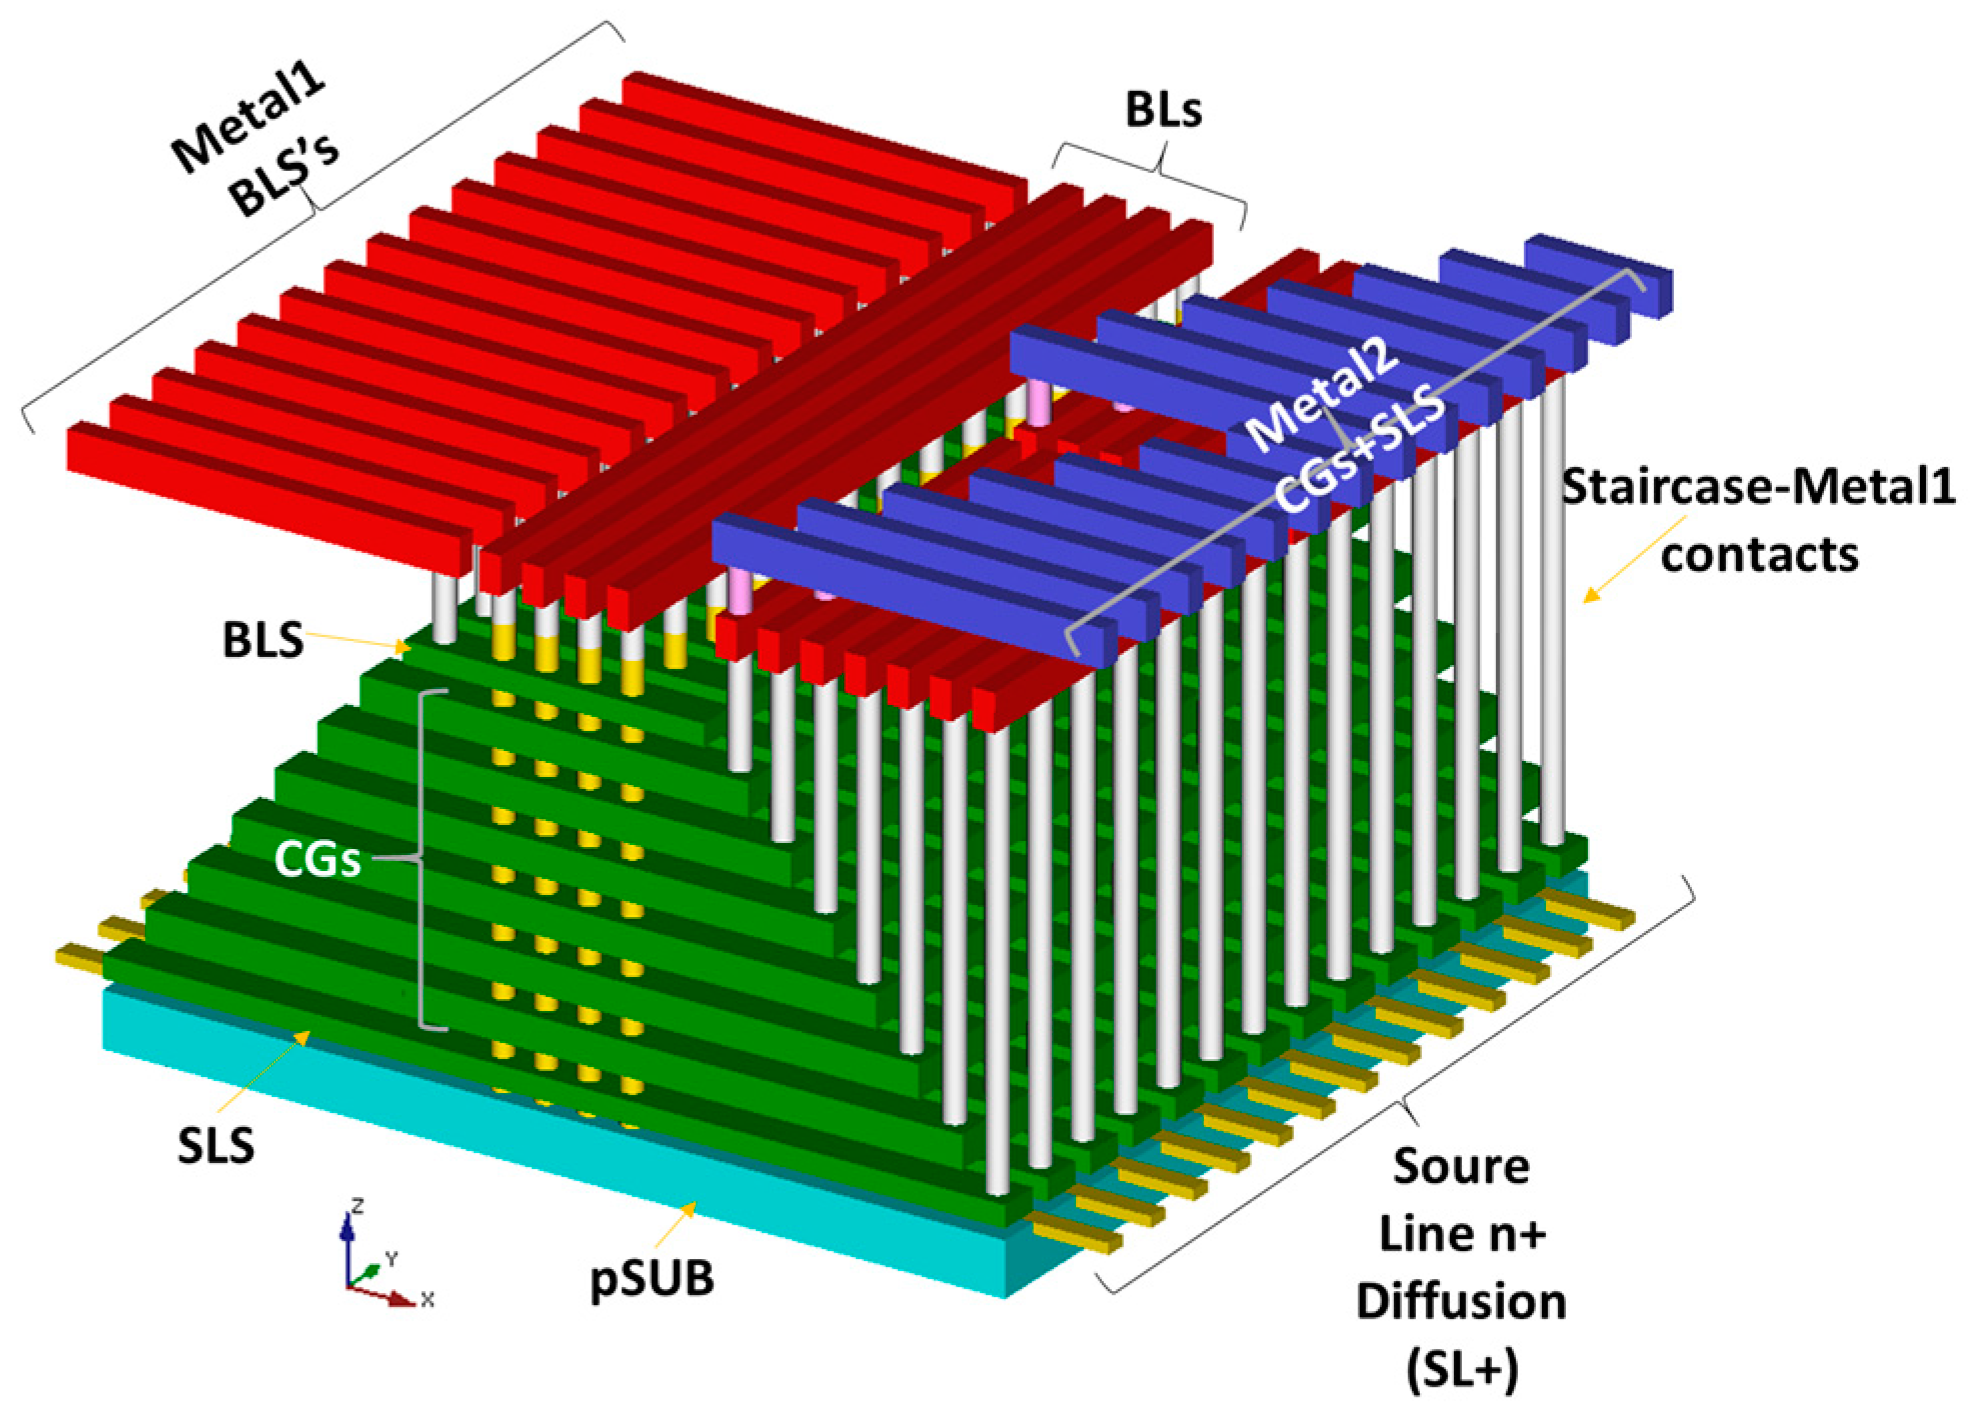 Metal1
BLS's
BLs
Metal2
CGs+SLS
Staircase-Metal1
contacts
BLS
CGs
SLS
pSUB
Z
Y
X
Soure
Line n+
Diffusion
(SL+)